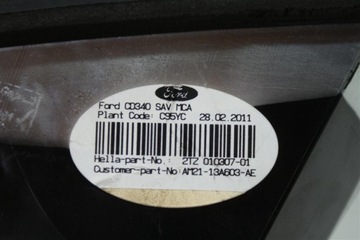 Ford
Ford CD340 SAV MCA
Plant Code: C95YC 28.02.2011
Hella-part-No.: 2TZ 010307-01
Customer-part-No: AM21-13A603-AE